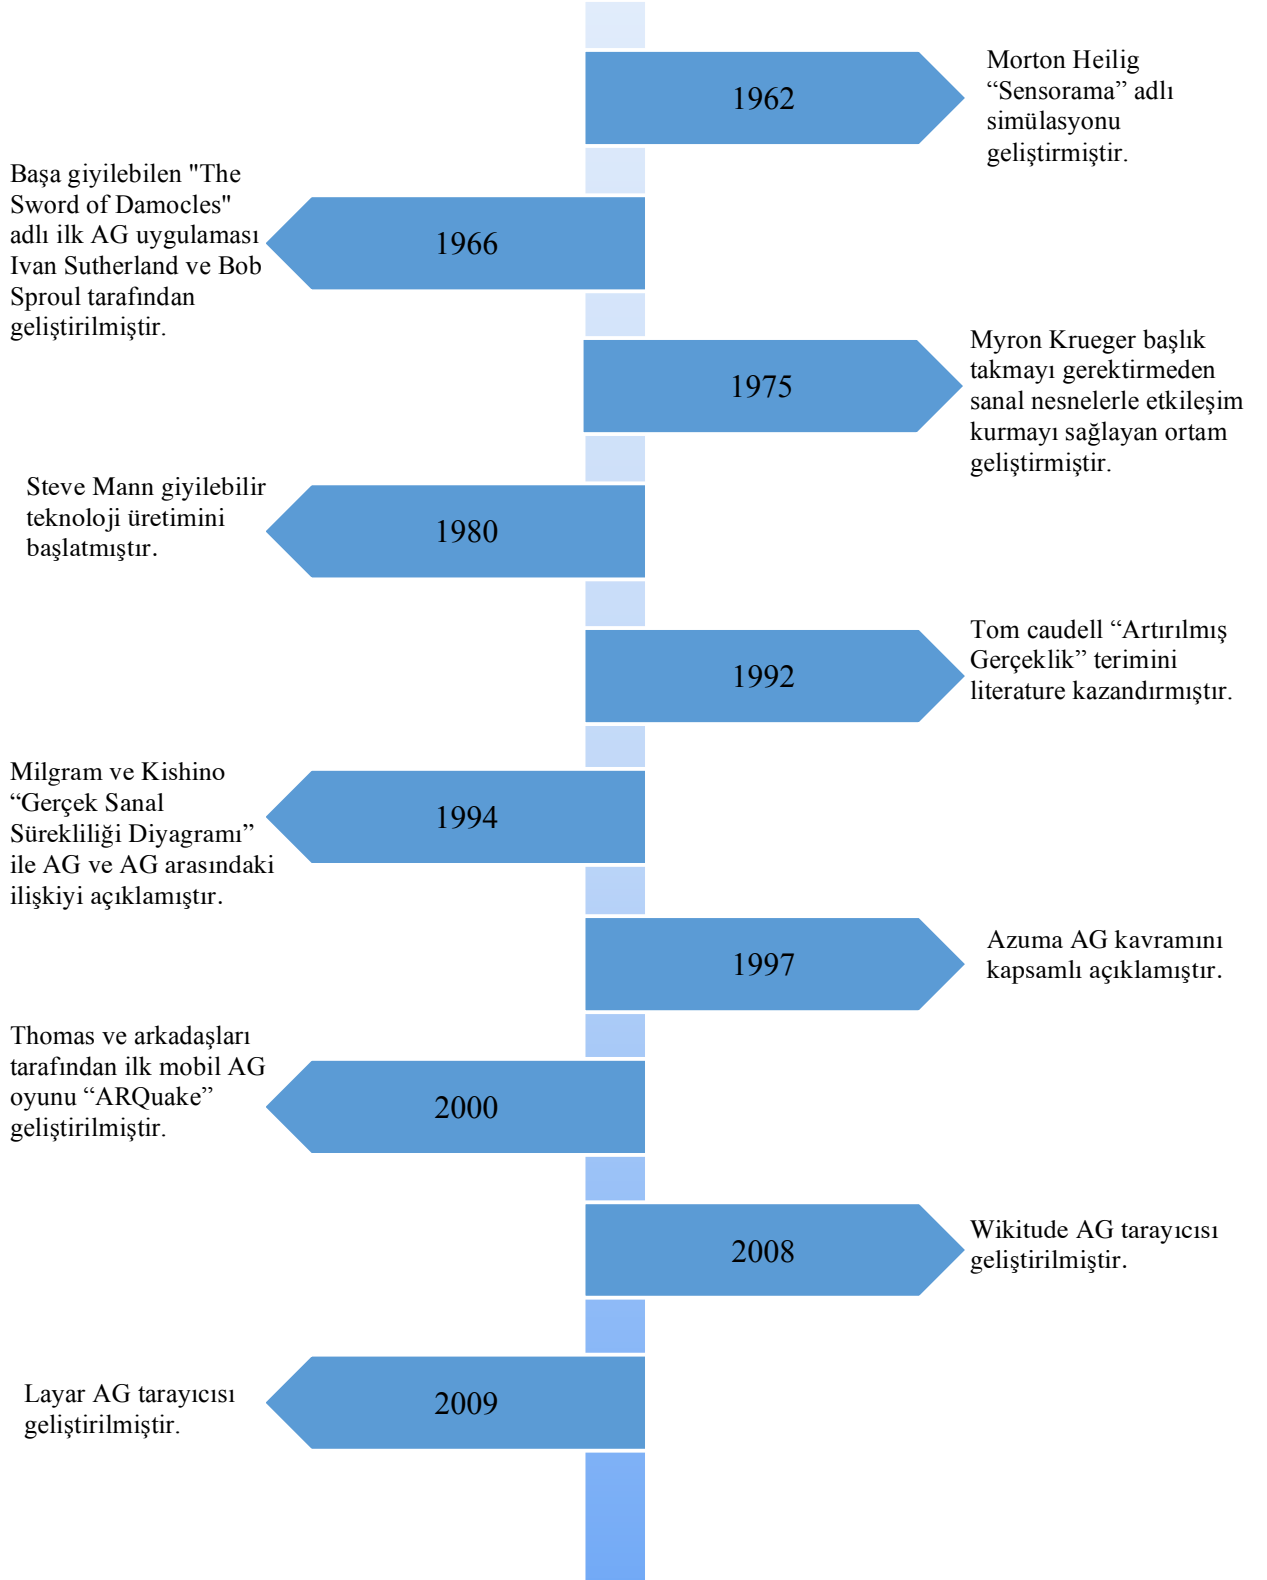 1962
Morton Heilig
“Sensorama” adlı
simülasyonu
geliştirmiştir.
Başa giyilebilen "The
Sword of Damocles"
adlı ilk AG uygulaması
Ivan Sutherland ve Bob
Sproul tarafından
geliştirilmiştir.
1966
1975
Myron Krueger başlık
takmayı gerektirmeden
sanal nesnelerle etkileşim
kurmayı sağlayan ortam
geliştirmiştir.
Steve Mann giyilebilir
teknoloji üretimini
başlatmıştır.
1980
1992
Tom caudell “Artırılmış
Gerçeklik” terimini
literature kazandırmıştır.
Milgram ve Kishino
“Gerçek Sanal
Sürekliliği Diyagramı”
ile AG ve AG arasındaki
ilişkiyi açıklamıştır.
1994
1997
Azuma AG kavramını
kapsamlı açıklamıştır.
Thomas ve arkadaşları
tarafından ilk mobil AG
oyunu “ARQuake”
geliştirilmiştir.
2000
2008
Wikitude AG tarayıcısı
geliştirilmiştir.
Layar AG tarayıcısı
geliştirilmiştir.
2009